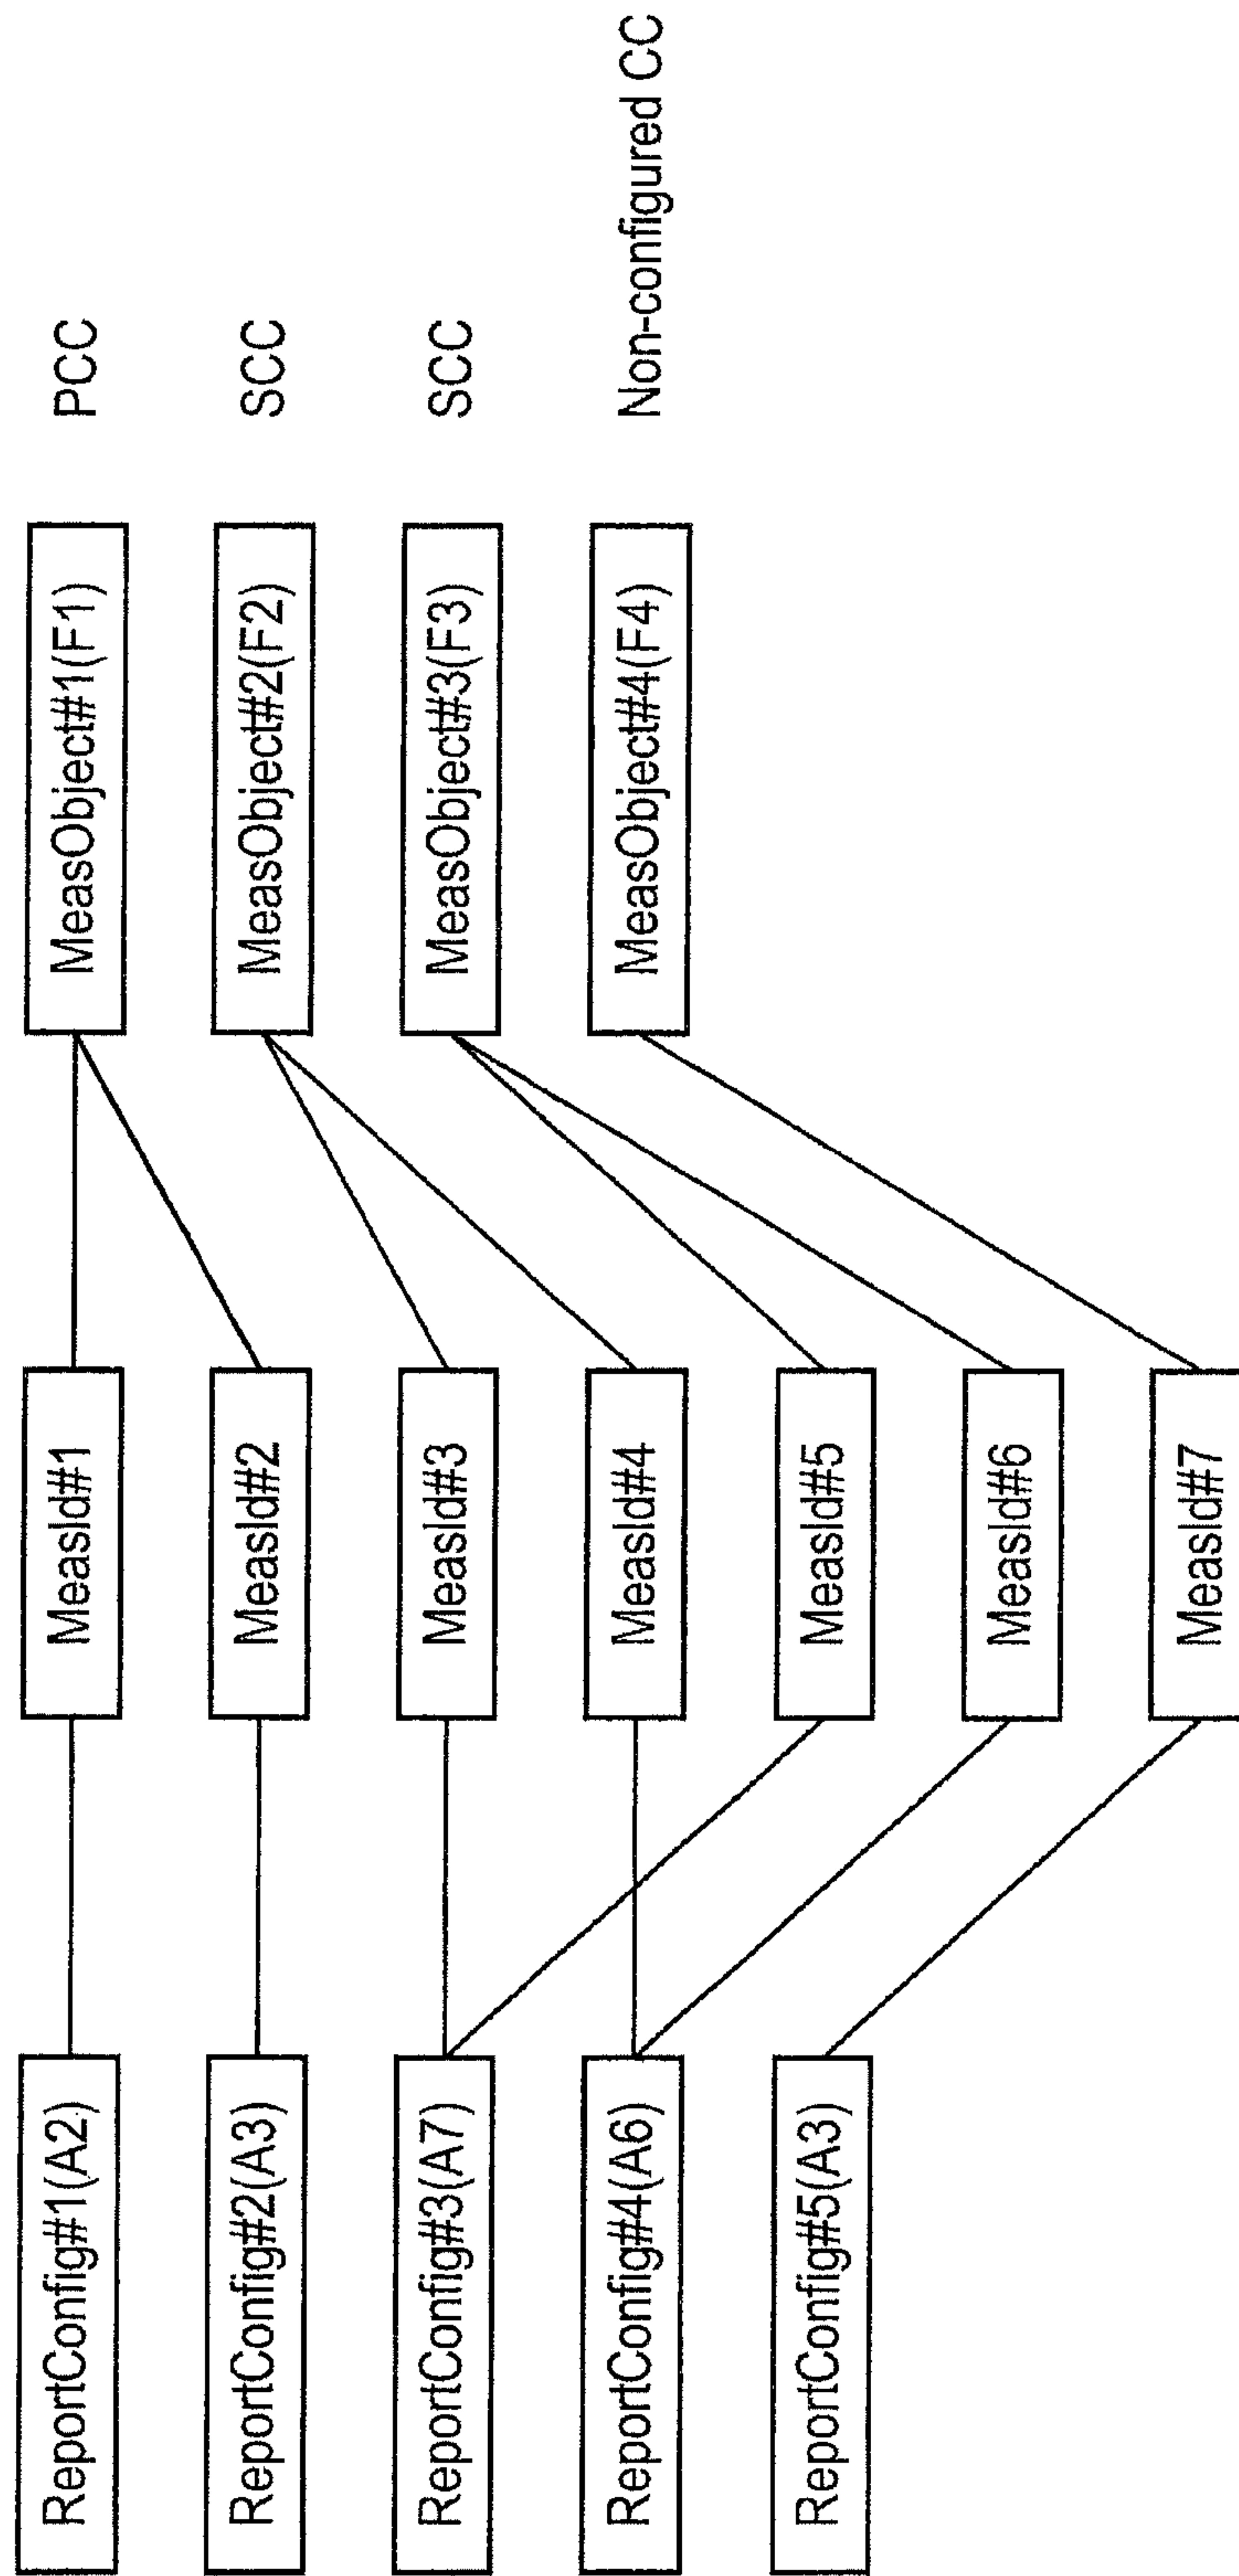 ReportConfig#1(A2)
MeasId#1
MeasObject#1(F1)
PCC
ReportConfig#2(A3)
MeasId#2
MeasObject#2(F2)
SCC
ReportConfig#3(A7)
MeasId#3
MeasObject#3(F3)
SCC
ReportConfig#4(A6)
MeasId#4
MeasObject#4(F4)
Non-configured CC
ReportConfig#5(A3)
MeasId#5
MeasId#6
MeasId#7